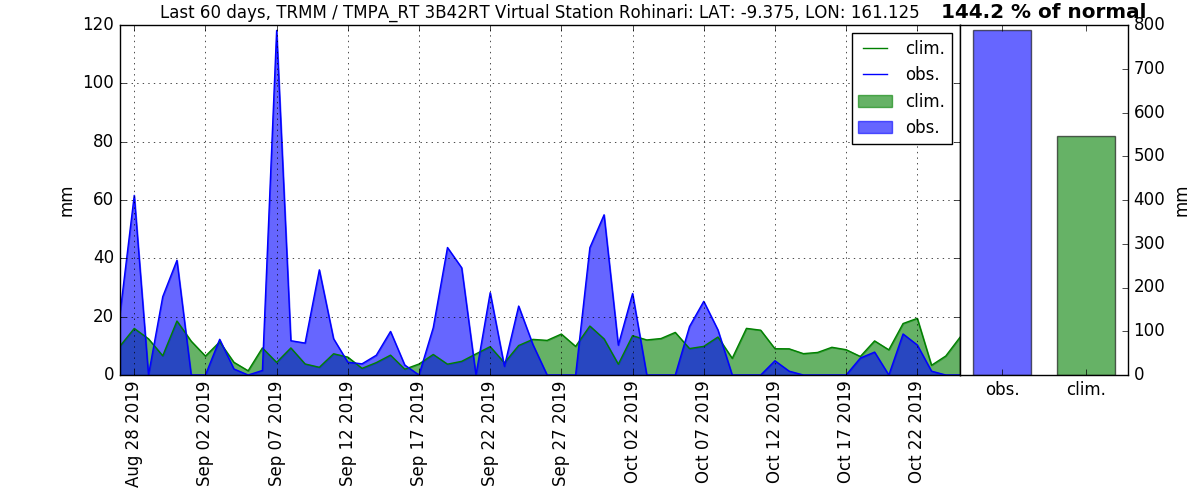 Last 60 days, TRMM / TMPA_RT 3B42RT Virtual Station Rohinari: LAT: -9.375, LON: 161.125
144.2 % of normal
120
100
80
60
40
20
0
mm
clim.
obs.
clim.
obs.
Aug 28 2019
Sep 02 2019
Sep 07 2019
Sep 12 2019
Sep 17 2019
Sep 22 2019
Sep 27 2019
Oct 02 2019
Oct 07 2019
Oct 12 2019
Oct 17 2019
Oct 22 2019
800
700
600
500
400
300
200
100
0
mm
obs.
clim.